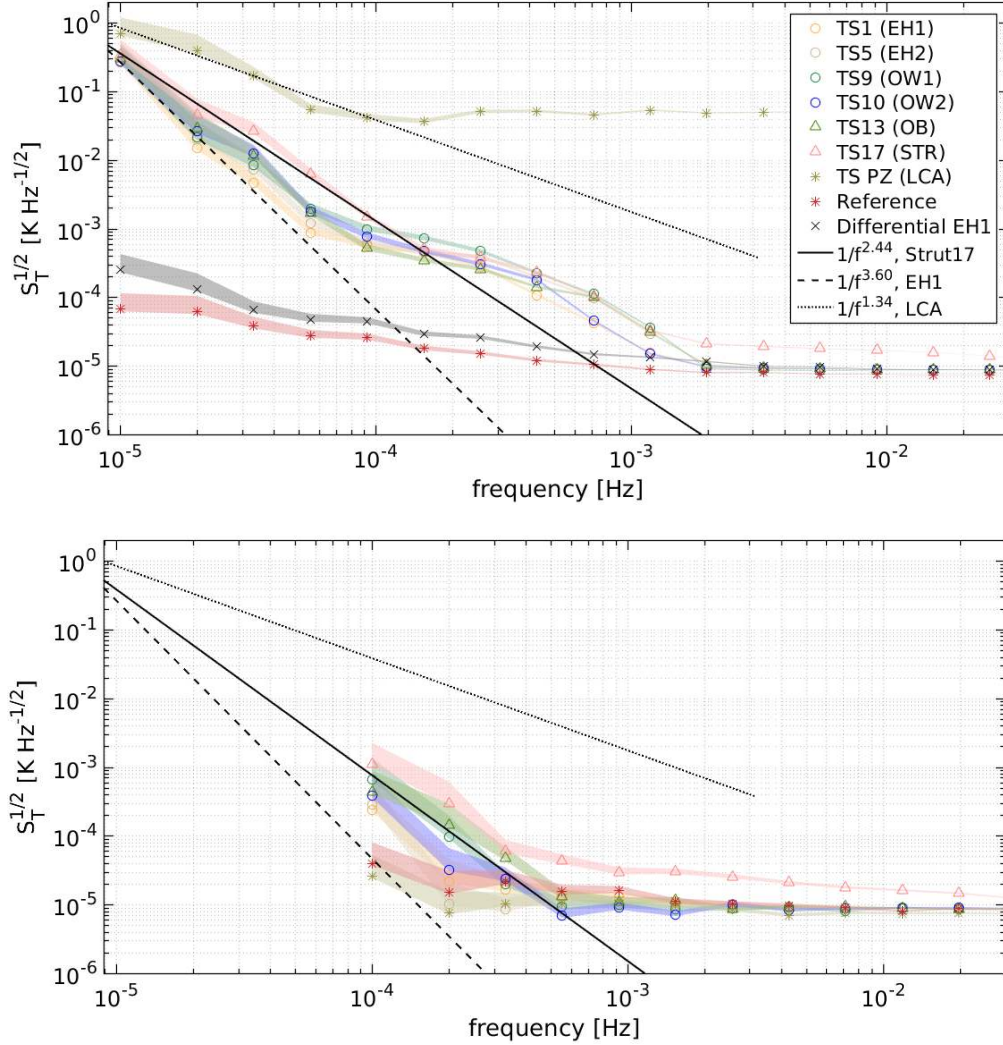 10^0
10^-1
10^-2
10^-3
10^-4
10^-5
10^-6
S_T^1/2 [K Hz^-1/2]
TS1 (EH1)
TS5 (EH2)
TS9 (OW1)
TS10 (OW2)
TS13 (OB)
TS17 (STR)
TS PZ (LCA)
Reference
Differential EH1
1/f^2.44, Strut17
1/f^3.60, EH1
1/f^1.34, LCA
10^-5 10^-4 10^-3 10^-2
frequency [Hz]
10^0
10^-1
10^-2
10^-3
10^-4
10^-5
10^-6
S_T^1/2 [K Hz^-1/2]
10^-5 10^-4 10^-3 10^-2
frequency [Hz]